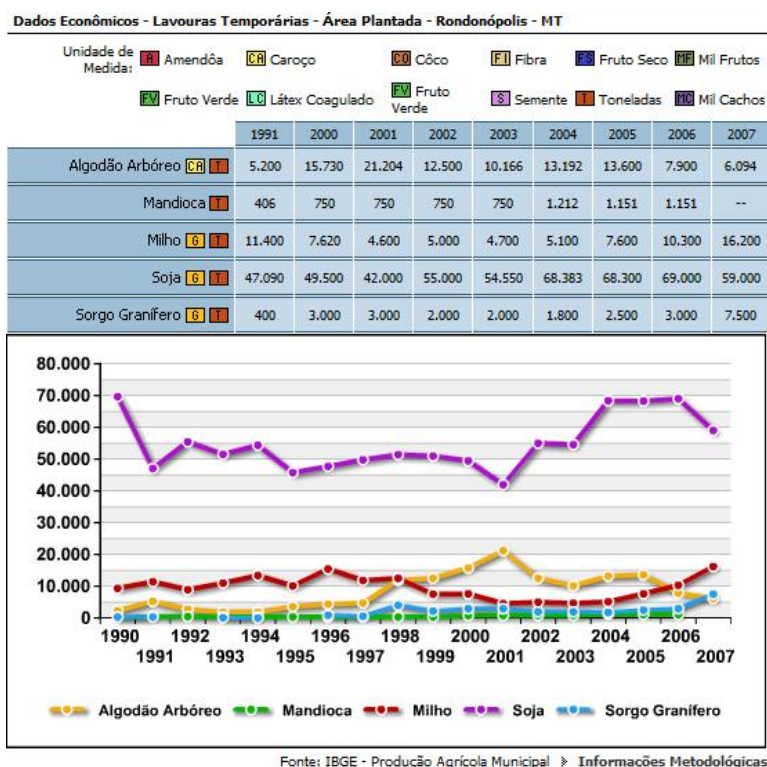 Dados Econômicos - Lavouras Temporárias - Área Plantada - Rondonópolis - MT
Unidade de Medida: A Amendôa CA Caroço CO Côco FI Fibra FS Fruto Seco MF Mil Frutos
FV Fruto Verde LC Látex Coagulado FV Fruto Verde S Semente T Toneladas MC Mil Cachos
1991 2000 2001 2002 2003 2004 2005 2006 2007
Algodão Arbóreo CA T 5.200 15.730 21.204 12.500 10.166 13.192 13.600 7.900 6.094
Mandioca T 406 750 750 750 750 1.212 1.151 1.151 --
Milho G T 11.400 7.620 4.600 5.000 4.700 5.100 7.600 10.300 16.200
Soja G T 47.090 49.500 42.000 55.000 54.550 68.383 68.300 69.000 59.000
Sorgo Granífero G T 400 3.000 3.000 2.000 2.000 1.800 2.500 3.000 7.500
80.000
70.000
60.000
50.000
40.000
30.000
20.000
10.000
0
1990 1992 1994 1996 1998 2000 2002 2004 2006
1991 1993 1995 1997 1999 2001 2003 2005 2007
Algodão Arbóreo Mandioca Milho Soja Sorgo Granífero
Fonte: IBGE - Produção Agrícola Municipal Informações Metodológicas